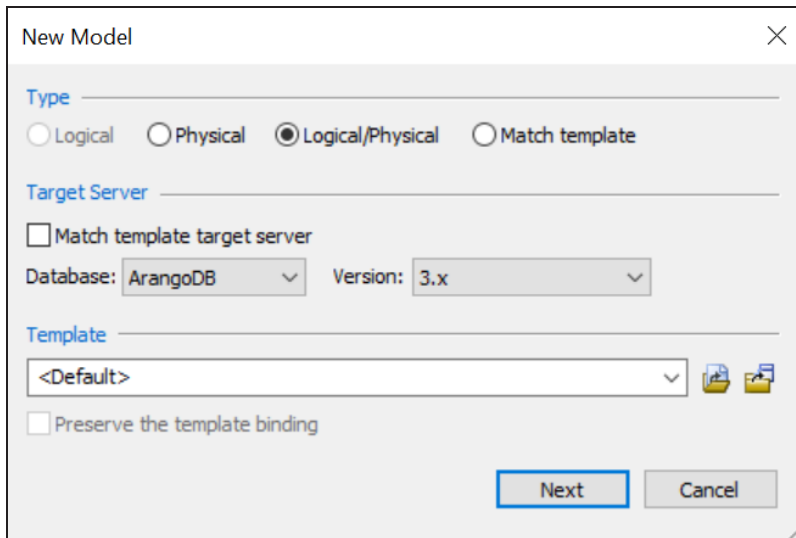 New Model
Type
Logical Physical Logical/Physical Match template
Target Server
Match template target server
Database: ArangoDB Version: 3.x
Template
<Default>
Preserve the template binding
Next Cancel